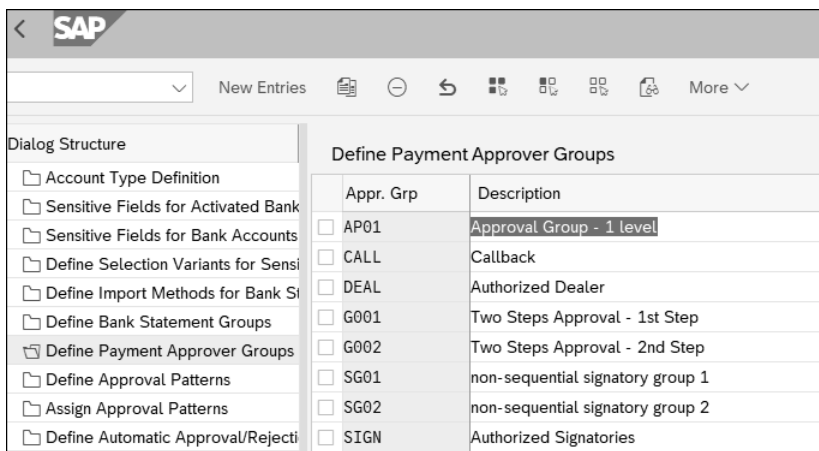 SAP
New Entries More
Dialog Structure
Account Type Definition
Sensitive Fields for Activated Bank
Sensitive Fields for Bank Accounts
Define Selection Variants for Sensi
Define Import Methods for Bank St
Define Bank Statement Groups
Define Payment Approver Groups
Define Approval Patterns
Assign Approval Patterns
Define Automatic Approval/Rejecti
Define Payment Approver Groups
Appr. Grp Description
AP01 Approval Group - 1 level
CALL Callback
DEAL Authorized Dealer
G001 Two Steps Approval - 1st Step
G002 Two Steps Approval - 2nd Step
SG01 non-sequential signatory group 1
SG02 non-sequential signatory group 2
SIGN Authorized Signatories